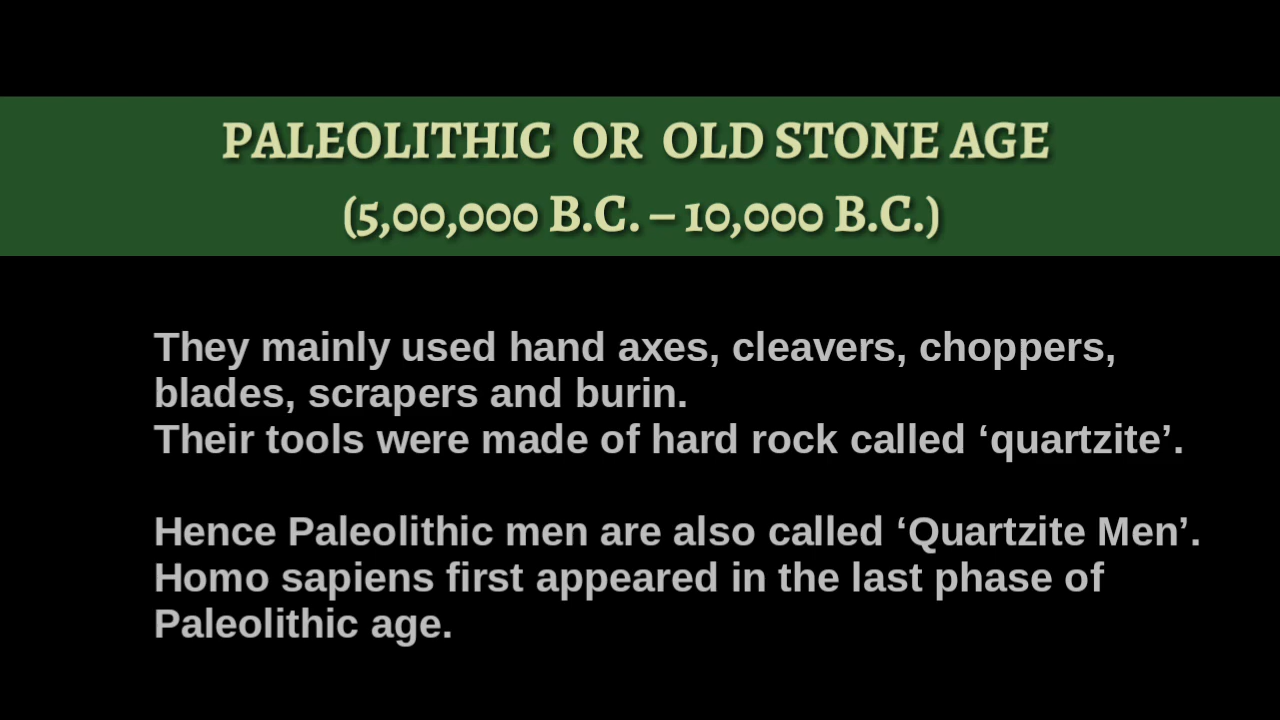 PALEOLITHIC OR OLD STONE AGE
(5,00,000 B.C. – 10,000 B.C.)
They mainly used hand axes, cleavers, choppers,
blades, scrapers and burin.
Their tools were made of hard rock called ‘quartzite’.
Hence Paleolithic men are also called ‘Quartzite Men’.
Homo sapiens first appeared in the last phase of
Paleolithic age.